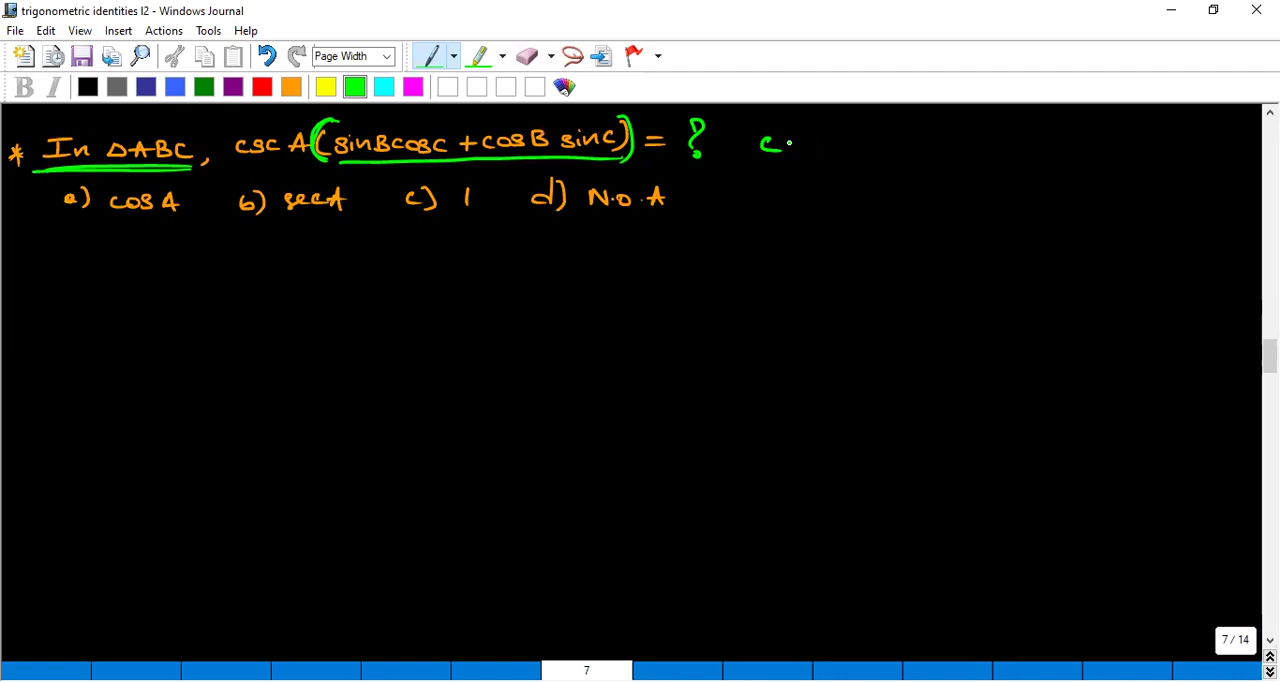 trigonometric identities l2 - Windows Journal
File Edit View Insert Actions Tools Help
Page Width
B I
* In ΔABC, csc A (sinBcosC + cosB sinC) = ? c
a) cosA b) secA c) 1 d) N.O.A
7 / 14
7